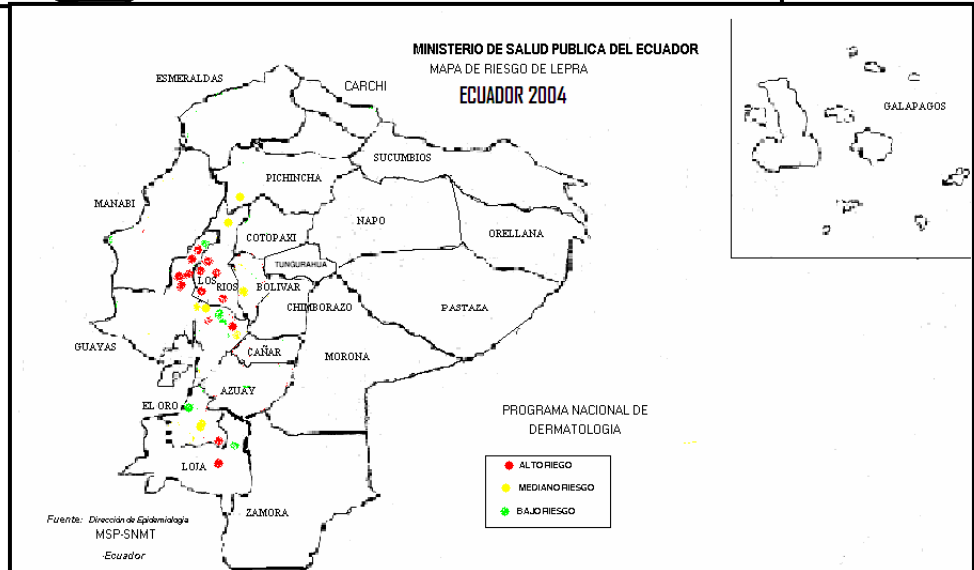 MINISTERIO DE SALUD PUBLICA DEL ECUADOR
MAPA DE RIESGO DE LEPRA
ECUADOR 2004
ESMERALDAS
CARCHI
GALAPAGOS
SUCUMBIOS
PICHINCHA
MANABI
NAPO
ORELLANA
COTOPAXI
TUNGURAHUA
LOS
RIOS
BOLIVAR
CHIMBORAZO
PASTAZA
GUAYAS
CAÑAR
MORONA
AZUAY
EL ORO
LOJA
ZAMORA
PROGRAMA NACIONAL DE
DERMATOLOGIA
ALTO RIEGO
MEDIANO RIESGO
BAJO RIESGO
Fuente: Dirección de Epidemiologia
MSP-SNMT
-Ecuador